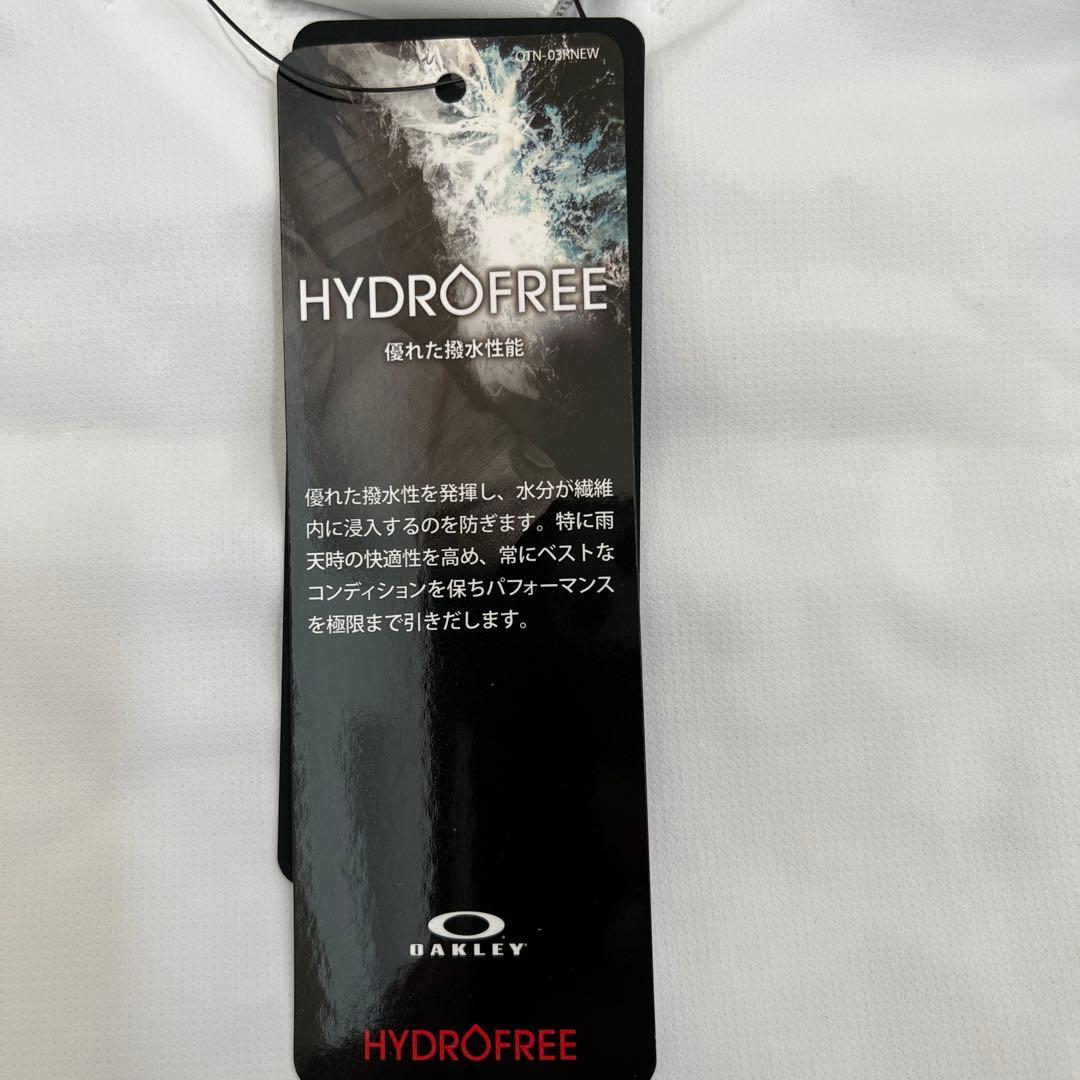 OTN-03RNEW
HYDROFREE
優れた撥水性能
優れた撥水性を発揮し、水分が繊維
内に浸入するのを防ぎます。特に雨
天時の快適性を高め、常にベストな
コンディションを保ちパフォーマンス
を極限まで引きだします。
OAKLEY
HYDROFREE